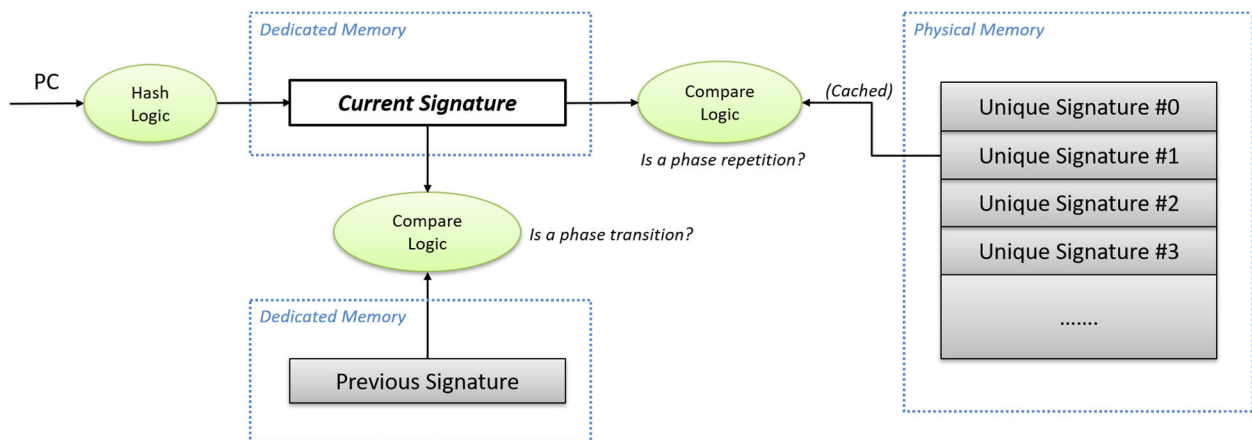 Dedicated Memory
Physical Memory
PC
Hash
Logic
Current Signature
Compare
Logic
(Cached)
Unique Signature #0
Is a phase repetition?
Unique Signature #1
Unique Signature #2
Compare
Logic
Is a phase transition?
Unique Signature #3
Dedicated Memory
.......
Previous Signature